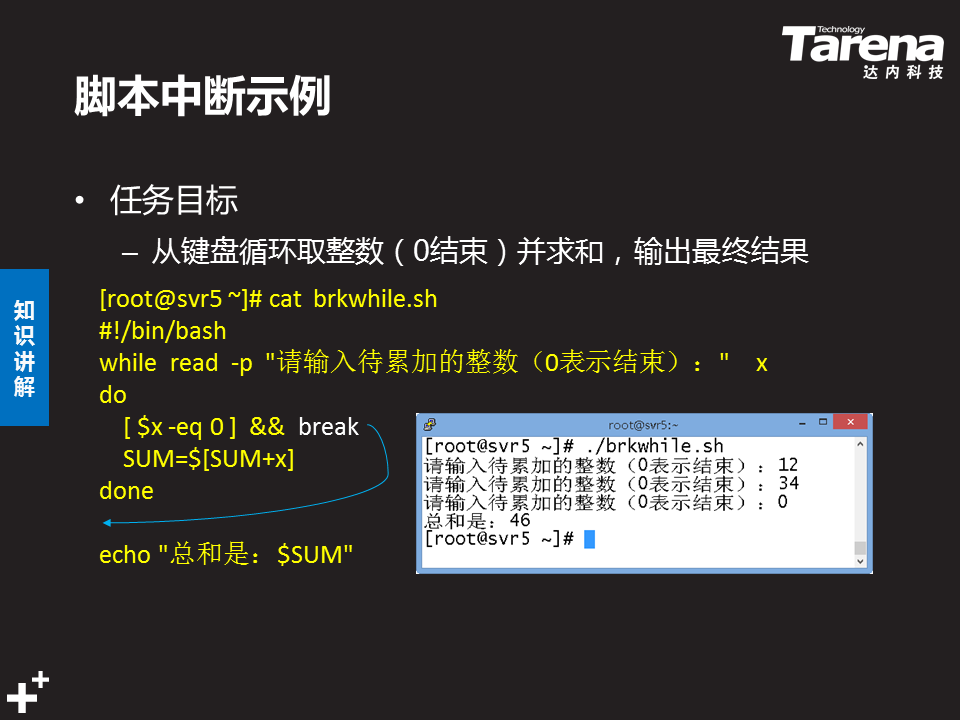 Technology
Tarena
达内科技
脚本中断示例
• 任务目标
– 从键盘循环取整数（0结束）并求和，输出最终结果
知识讲解
[root@svr5 ~]# cat brkwhile.sh
#!/bin/bash
while read -p "请输入待累加的整数（0表示结束）：" x
do
[ $x -eq 0 ] && break
SUM=$[SUM+x]
done
echo "总和是：$SUM"
root@svr5:~
[root@svr5 ~]# ./brkwhile.sh
请输入待累加的整数（0表示结束）：12
请输入待累加的整数（0表示结束）：34
请输入待累加的整数（0表示结束）：0
总和是：46
[root@svr5 ~]#